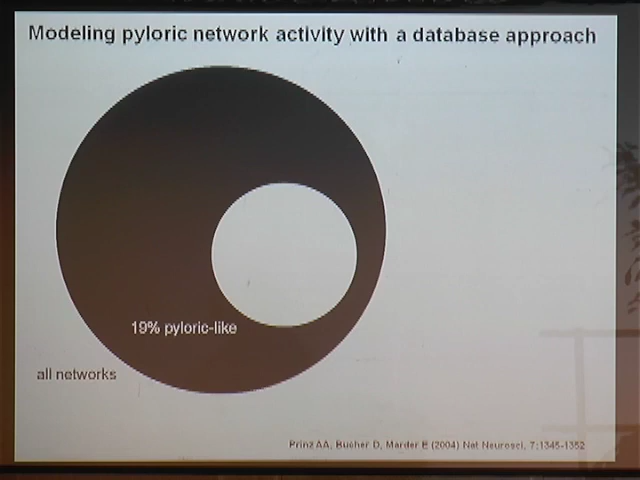 Modeling pyloric network activity with a database approach
19% pyloric-like
all networks
Prinz AA, Bucher D, Marder E (2004) Nat Neurosci, 7:1345-1352